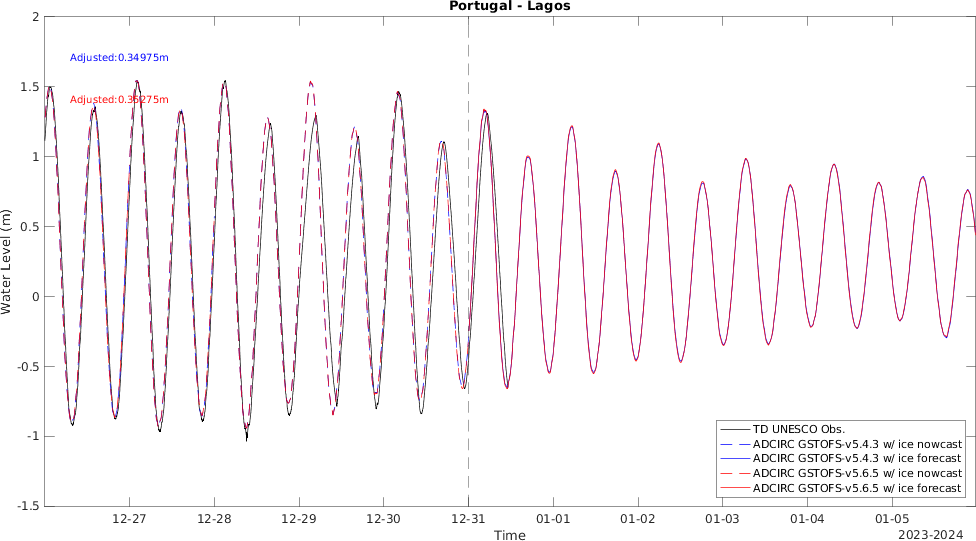 Portugal - Lagos
2
1.5
1
0.5
0
-0.5
-1
-1.5
Water Level (m)
Adjusted:0.34975m
Adjusted:0.35275m
TD UNESCO Obs.
ADCIRC GSTOFS-v5.4.3 w/ ice nowcast
ADCIRC GSTOFS-v5.4.3 w/ ice forecast
ADCIRC GSTOFS-v5.6.5 w/ ice nowcast
ADCIRC GSTOFS-v5.6.5 w/ ice forecast
12-27 12-28 12-29 12-30 12-31 01-01 01-02 01-03 01-04 01-05
Time
2023-2024